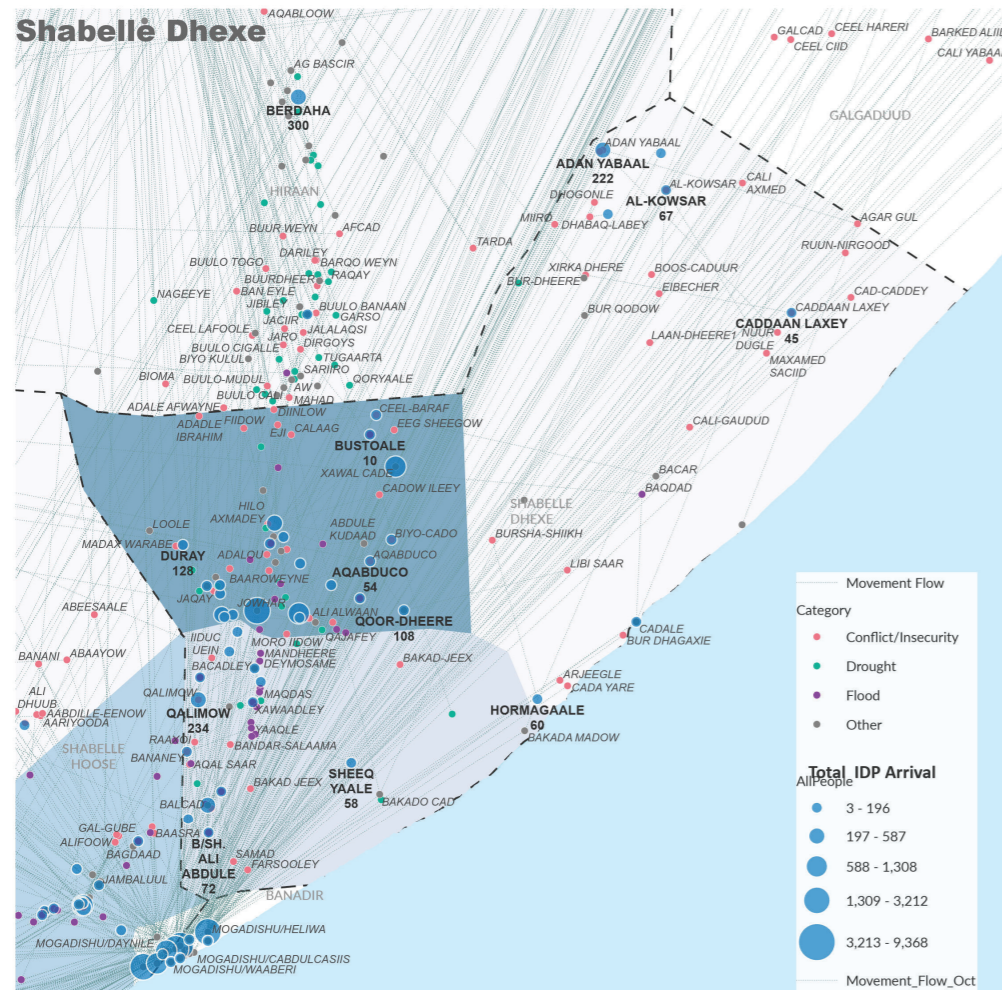 Shabellė Dhexe
AQABLOOW
GALCAD
CEEL HARERI
BARKED ALIIL
CEEL CIID
CALI YABAAL
AG BASCIR
BERDAHA
300
GALGADUUD
ADAN YABAAL
ADAN YABAAL
222
AL-KOWSAR
CALI
AXMED
AL-KOWSAR
67
HIRAAN
DHOGONLE
MIIRO
DHABAQ-LABEY
AGAR GUL
BUUR WEYN
AFCAD
TARDA
RUUN-NIRGOOD
DARILEY
BUULO TOGO
BARQO WEYN
BUURDHEER
RAQAY
XIRKA DHERE
BUR-DHEERE
BOOS-CADUUR
BAN EYLE
EIBECHER
CAD-CADDEY
NAGEEYE
JIBILEY
BUULO BANAAN
GARSO
BUR QODOW
CADDAAN LAXEY
CADDAAN LAXEY
45
JACIIR
CEEL LAFOOLE
JALALAQSI
JARO
DIRGOYS
LAAN-DHEERE1
NUUR
DUGLE
BUULO CIGALLE
BIYO KULUL
TUGAARTA
MAXAMED
SACIID
SARIIRO
BIOMA
BUULO-MUDUL
QORYAALE
BUULO CALI
AW
MAHAD
ADALE AFWAYNE
DIINLOW
CEEL-BARAF
ADADLE
IBRAHIM
FIIDOW
EJI
CALAAG
EEG SHEEGOW
CALI-GAUDUD
BUSTOALE
10
XAWAL CADE
BACAR
CADOW ILEEY
BAQDAD
HILO
AXMADEY
SHABELLE
DHEXE
LOOLE
ABDULE
KUDAAD
BIYO-CADO
BURSHA-SHIIKH
MADAX WARABE
DURAY
128
ADALOU
AQABDUCO
AQABDUCO
54
LIBI SAAR
BAAROWEYNE
JAQAY
JOWHAR
ABEESAALE
ALI ALWAAN
QOOR-DHEERE
108
CADALE
BUR DHAGAXIE
IIDUC
UEIN
MORO IIDOW
QAJAFEY
BANANI
ABAAYOW
MANDHEERE
BACADLEY
DEYMOSAME
BAKAD-JEEX
ARJEEGLE
CADA YARE
ALI
DHUUB
QALIMOW
MAQDAS
AABDILLE-EENOW
QALIMOW
234
XAWAADLEY
HORMAGAALE
60
AARIYOODA
YAAQLE
BAKADA MADOW
SHABELLE
HOOSE
BANDAR-SALAAMA
BANANEY
AQAL SAAR
SHEEQ
YAALE
58
BAKAD JEEX
BAKADO CAD
BALCAD
GAL-GUBE
ALIFOOW
BAASRA
B/SH.
ALI
ABDULE
72
BAGDAAD
SAMAD
FARSOOLEY
JAMBALUUL
BANADIR
MOGADISHU/HELIWA
MOGADISHU/DAYNILE
MOGADISHU/CABDULCASIIS
MOGADISHU/WAABERI
Movement Flow
Category
Conflict/Insecurity
Drought
Flood
Other
Total IDP Arrival
AllPeople
3 - 196
197 - 587
588 - 1,308
1,309 - 3,212
3,213 - 9,368
Movement_Flow_Oct